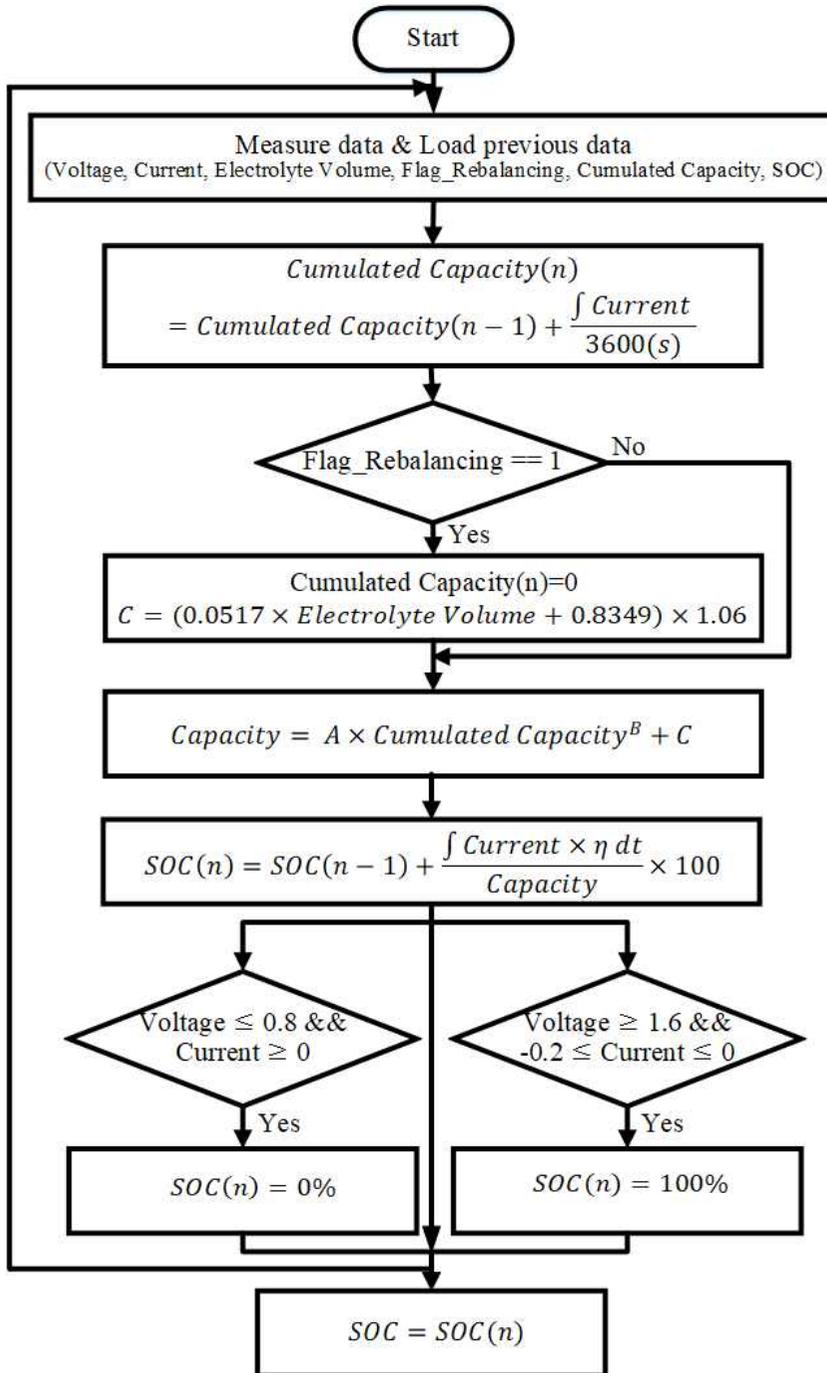 Start
Measure data & Load previous data
(Voltage, Current, Electrolyte Volume, Flag_Rebalancing, Cumulated Capacity, SOC)
Cumulated Capacity(n)
= Cumulated Capacity(n − 1) + ∫ Current / 3600(s)
Flag_Rebalancing == 1
No
Yes
Cumulated Capacity(n)=0
C = (0.0517 × Electrolyte Volume + 0.8349) × 1.06
Capacity = A × Cumulated Capacity^B + C
SOC(n) = SOC(n − 1) + ∫ Current × η dt / Capacity × 100
Voltage ≤ 0.8 &&
Current ≥ 0
Voltage ≥ 1.6 &&
-0.2 ≤ Current ≤ 0
Yes
Yes
SOC(n) = 0%
SOC(n) = 100%
SOC = SOC(n)